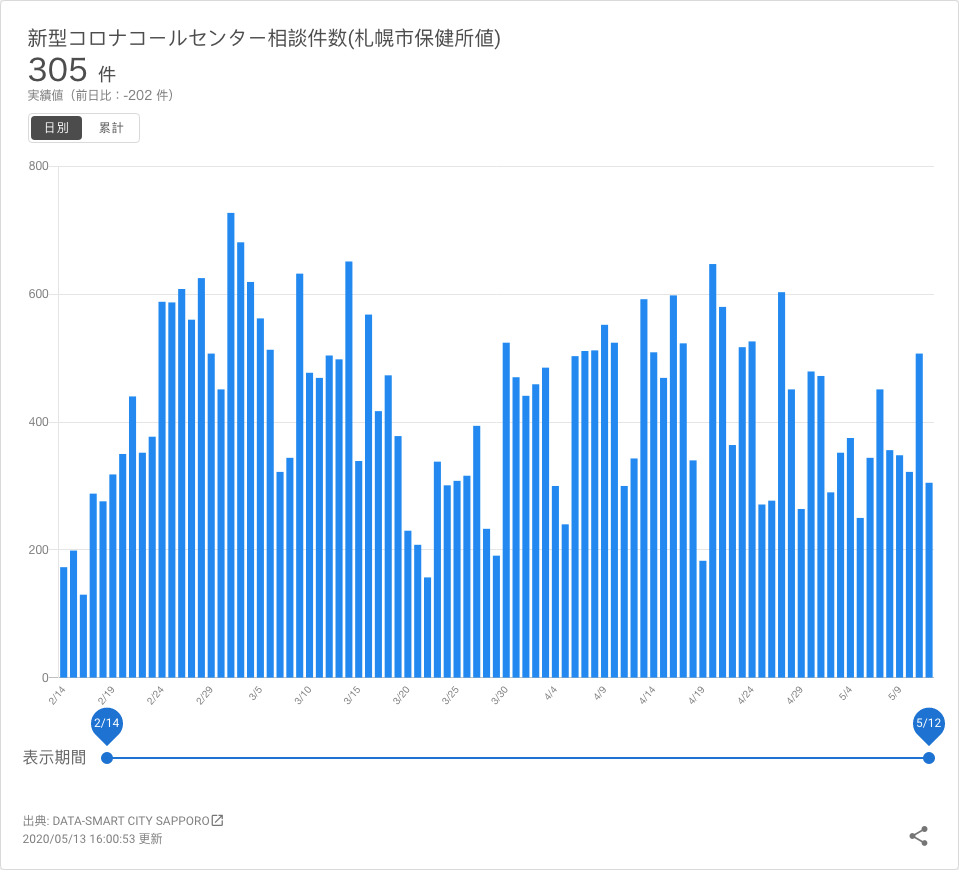 新型コロナコールセンター相談件数(札幌市保健所値)
305 件
実績値（前日比：-202 件）
日別 累計
800
600
400
200
0
2/14 2/19 2/24 2/29 3/5 3/10 3/15 3/20 3/25 3/30 4/4 4/9 4/14 4/19 4/24 4/29 5/4 5/9
2/14 5/12
表示期間
出典: DATA-SMART CITY SAPPORO
2020/05/13 16:00:53 更新